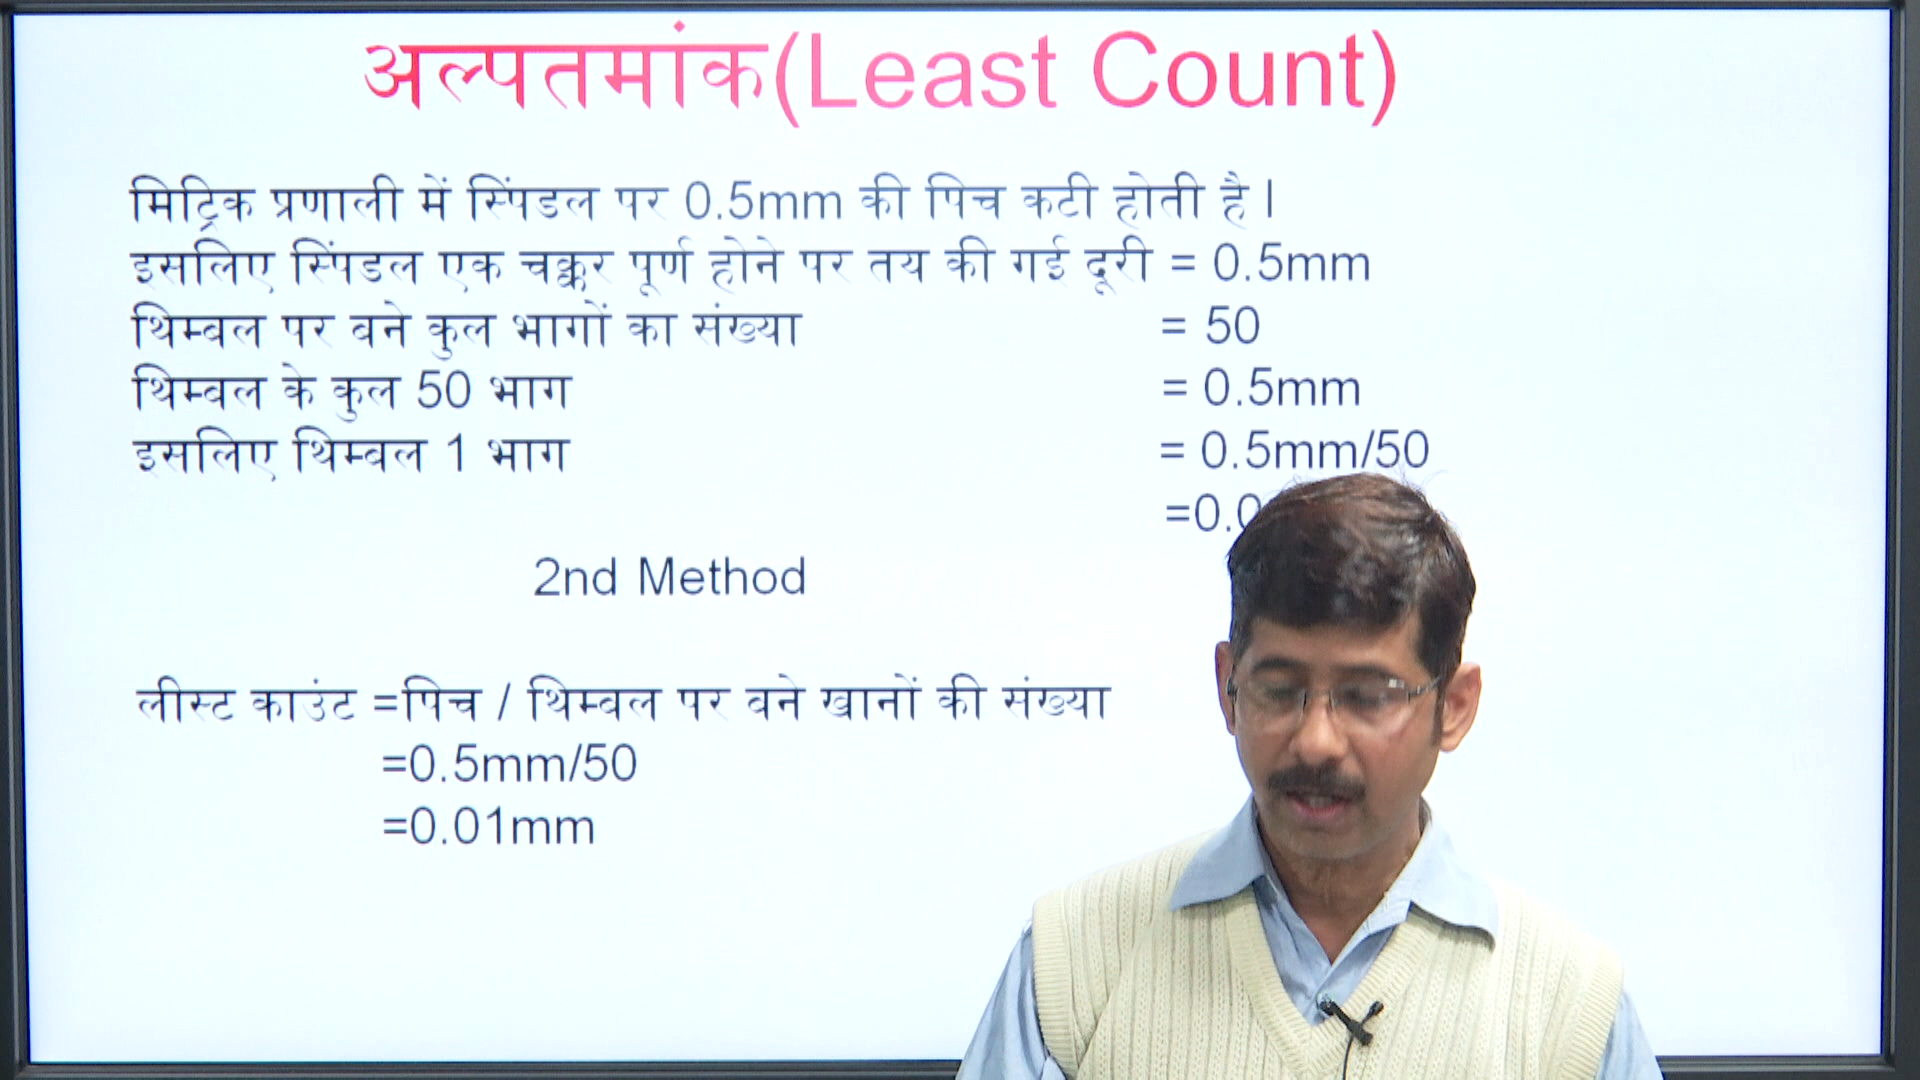 अल्पतमांक(Least Count)
मिट्रिक प्रणाली में स्पिंडल पर 0.5mm की पिच कटी होती है।
इसलिए स्पिंडल एक चक्कर पूर्ण होने पर तय की गई दूरी = 0.5mm
थिम्बल पर बने कुल भागों का संख्या = 50
थिम्बल के कुल 50 भाग = 0.5mm
इसलिए थिम्बल 1 भाग = 0.5mm/50
=0.0
2nd Method
लीस्ट काउंट =पिच / थिम्बल पर बने खानों की संख्या
=0.5mm/50
=0.01mm